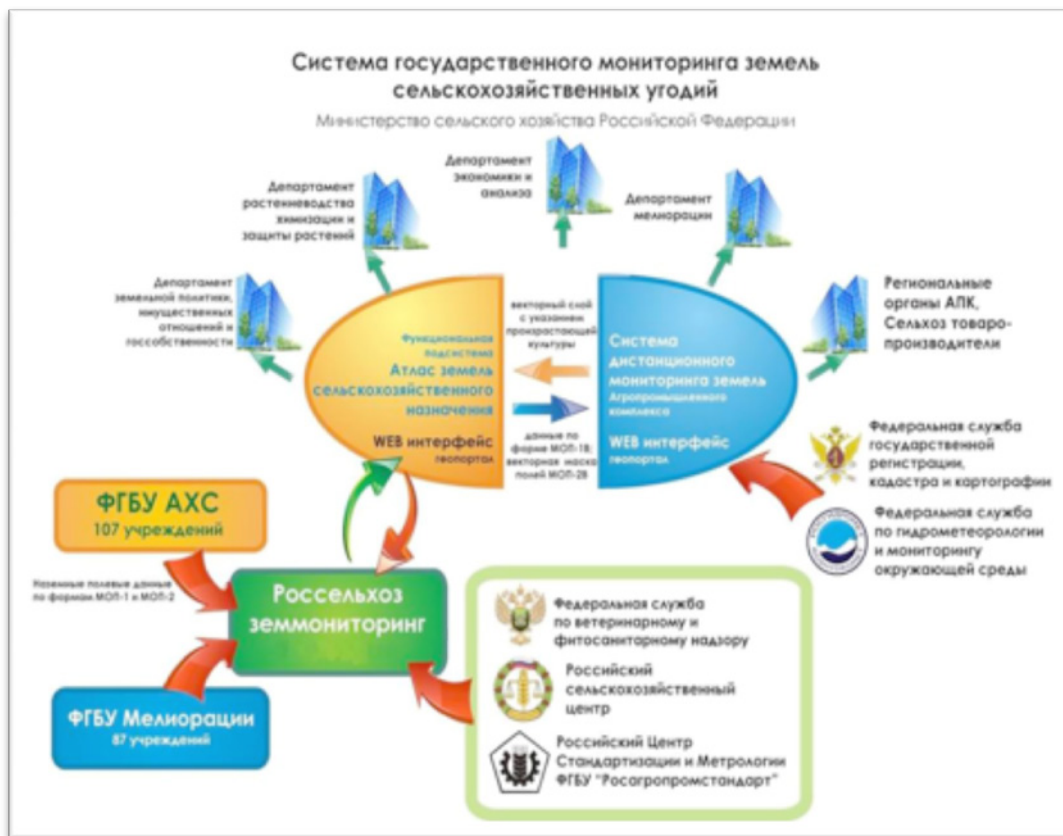 Система государственного мониторинга земель
сельскохозяйственных угодий
Министерство сельского хозяйства Российской Федерации
Департамент
экономики и
анализа
Департамент
растениеводства
химизации и
защиты растений
Департамент
мелиорации
Департамент
земельной политики,
имущественных
отношений и
госсобственности
Региональные
органы АПК,
Сельхоз товаро-
производители
векторный слой
с указанием
произрастающей
культуры
Функциональная
подсистема
Атлас земель
сельскохозяйственного
назначения
WEB интерфейс
геопортал
Система
дистанционного
мониторинга земель
Агропромышленного
комплекса
WEB интерфейс
геопортал
данные по
форме МОП-1В;
векторная маска
полей МОП-2В
Федеральная служба
государственной
регистрации,
кадастра и картографии
Федеральная служба
по гидрометеорологии
и мониторингу
окружающей среды
ФГБУ АХС
107 учреждений
Наземные полевые данные
по формам МОП-1 и МОП-2
Россельхоз
земмониторинг
ФГБУ Мелиорации
87 учреждений
Федеральная служба
по ветеринарному и
фитосанитарному надзору
Российский
сельскохозяйственный
центр
Российский Центр
Стандартизации и Метрологии
ФГБУ "Росагропромстандарт"